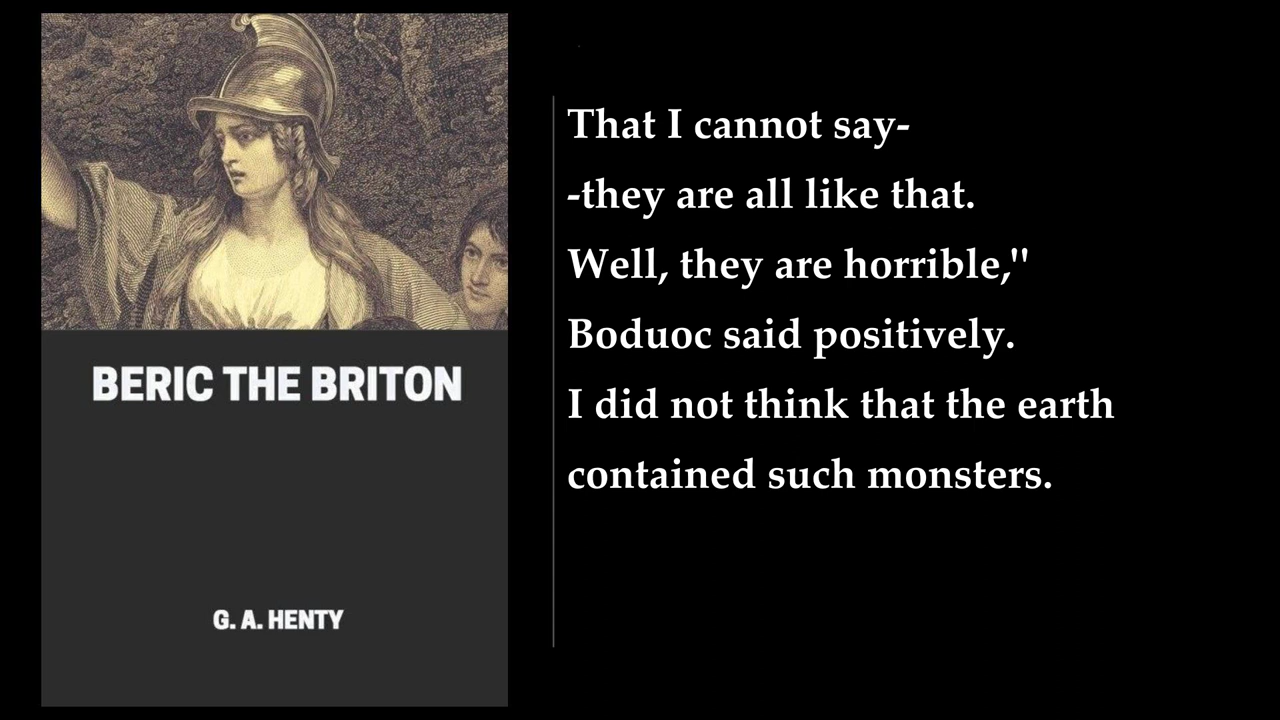 BERIC THE BRITON
G. A. HENTY
That I cannot say-
-they are all like that.
Well, they are horrible,"
Boduoc said positively.
I did not think that the earth
contained such monsters.